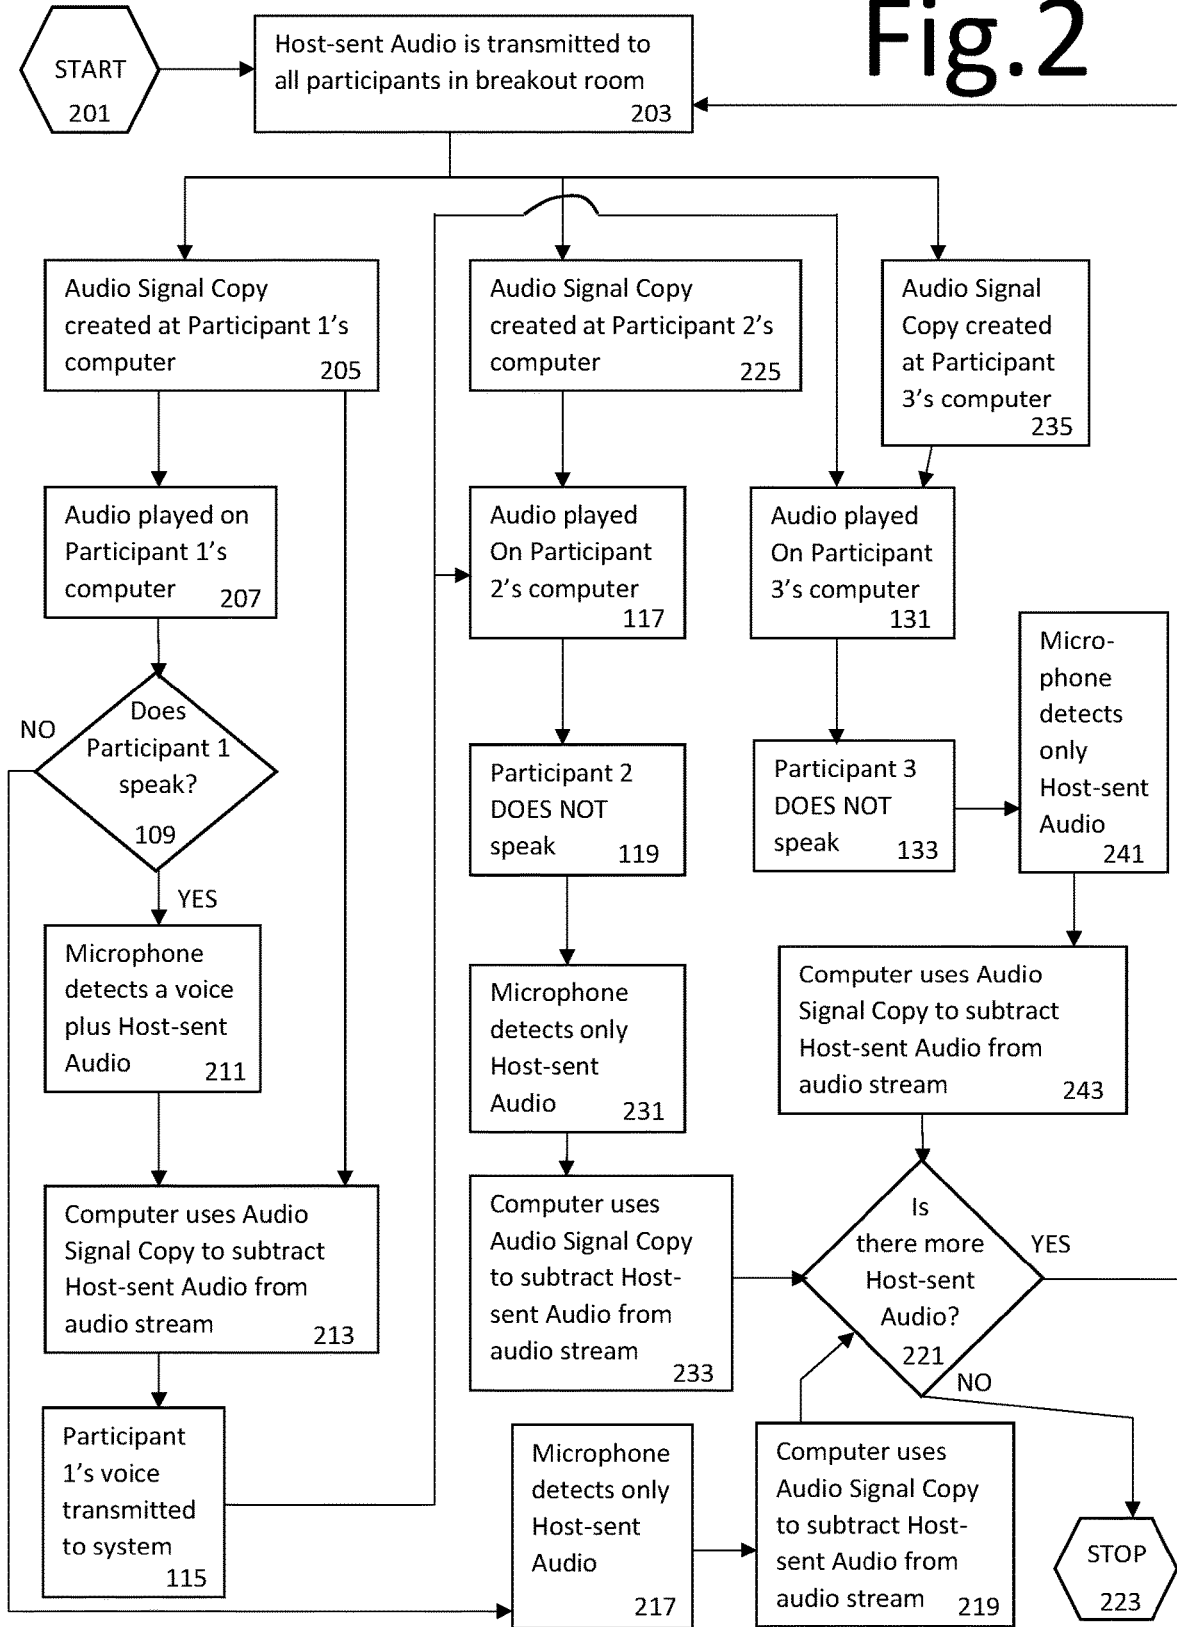 Fig.2
START
201
Host-sent Audio is transmitted to
all participants in breakout room
203
Audio Signal Copy
created at Participant 1’s
computer
205
Audio Signal Copy
created at Participant 2’s
computer
225
Audio Signal
Copy created
at Participant
3’s computer
235
Audio played on
Participant 1’s
computer
207
Audio played
On Participant
2’s computer
117
Audio played
On Participant
3’s computer
131
Micro-
phone
detects
only
Host-sent
Audio
241
NO
Does
Participant 1
speak?
109
YES
Participant 2
DOES NOT
speak
119
Participant 3
DOES NOT
speak
133
Microphone
detects a voice
plus Host-sent
Audio
211
Microphone
detects only
Host-sent
Audio
231
Computer uses Audio
Signal Copy to subtract
Host-sent Audio from
audio stream
243
Computer uses Audio
Signal Copy to subtract
Host-sent Audio from
audio stream
213
Computer uses
Audio Signal Copy
to subtract Host-
sent Audio from
audio stream
233
Is
there more
Host-sent
Audio?
221
YES
NO
Participant
1’s voice
transmitted
to system
115
Microphone
detects only
Host-sent
Audio
217
Computer uses
Audio Signal Copy
to subtract Host-
sent Audio from
audio stream
219
STOP
223